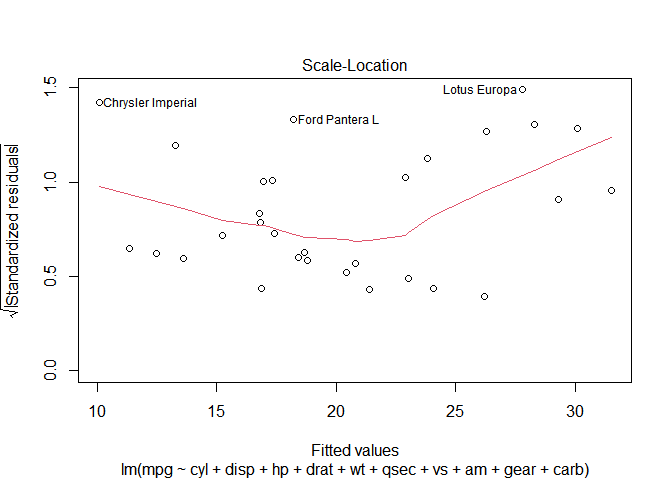 Scale-Location
√|Standardized residuals|
1.5
1.0
0.5
0.0
Chrysler Imperial
Ford Pantera L
Lotus Europa
10 15 20 25 30
Fitted values
lm(mpg ~ cyl + disp + hp + drat + wt + qsec + vs + am + gear + carb)